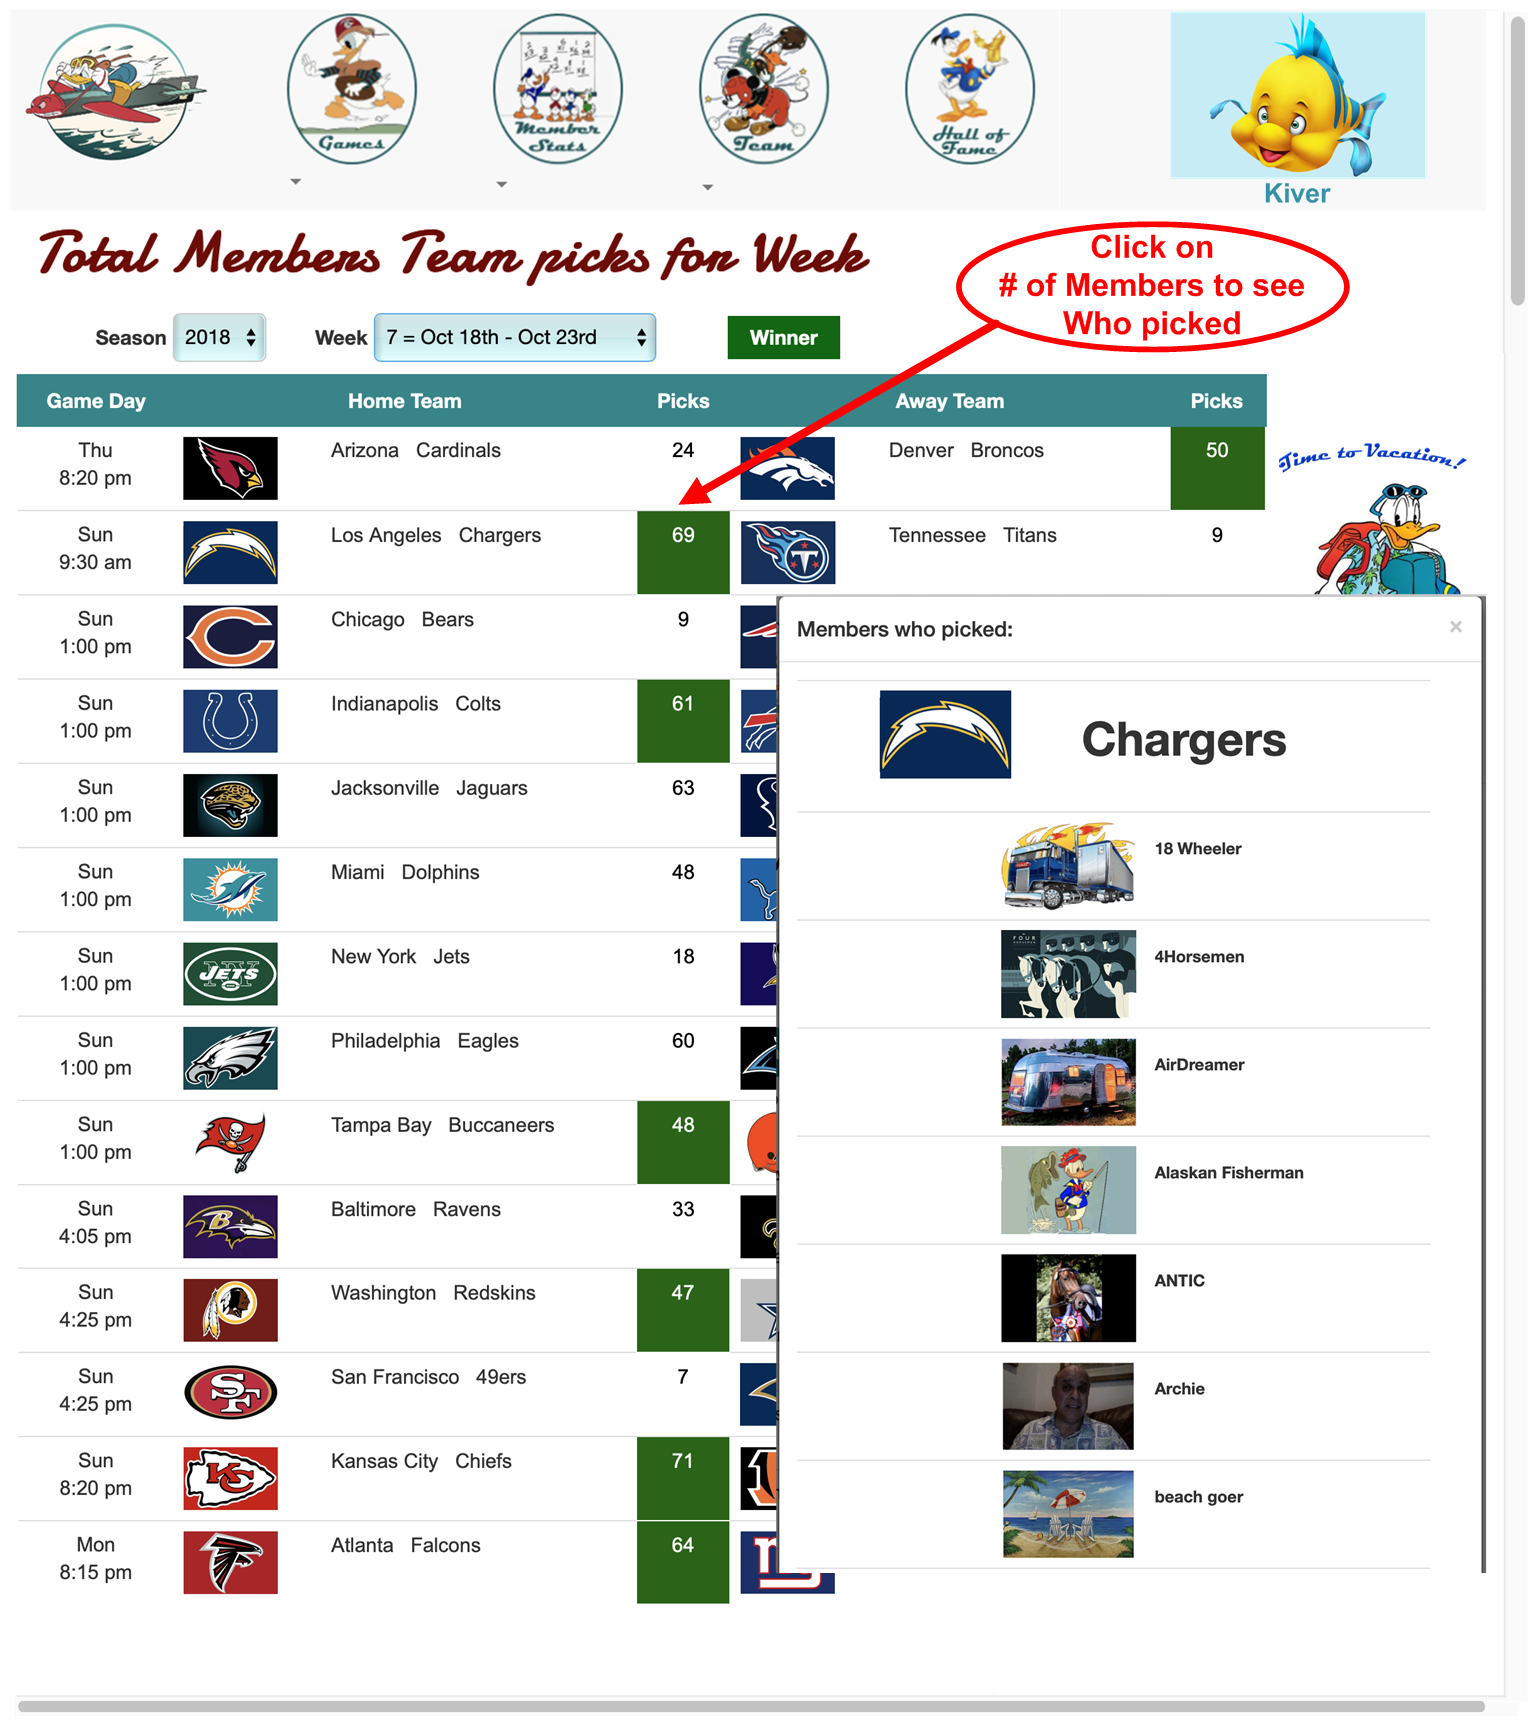 Games
Member
Stats
Team
Hall of
Fame
Kiver
Total Members Team picks for Week
Click on
# of Members to see
Who picked
Season 2018 Week 7 = Oct 18th - Oct 23rd Winner
Game Day Home Team Picks Away Team Picks
Thu
8:20 pm
Arizona Cardinals 24 Denver Broncos 50
Time to Vacation!
Sun
9:30 am
Los Angeles Chargers 69 T Tennessee Titans 9
Sun
1:00 pm
Chicago Bears 9
Sun
1:00 pm
Indianapolis Colts 61
Sun
1:00 pm
Jacksonville Jaguars 63
Sun
1:00 pm
Miami Dolphins 48
Sun
1:00 pm
NY
JETS
New York Jets 18
Sun
1:00 pm
Philadelphia Eagles 60
Sun
1:00 pm
Tampa Bay Buccaneers 48
Sun
4:05 pm
B
Baltimore Ravens 33
Sun
4:25 pm
Washington Redskins 47
Sun
4:25 pm
SF
San Francisco 49ers 7
Sun
8:20 pm
KC
Kansas City Chiefs 71
Mon
8:15 pm
Atlanta Falcons 64
Members who picked: ×
Chargers
18 Wheeler
FOUR
4Horsemen
AirDreamer
Alaskan Fisherman
ANTIC
Archie
beach goer